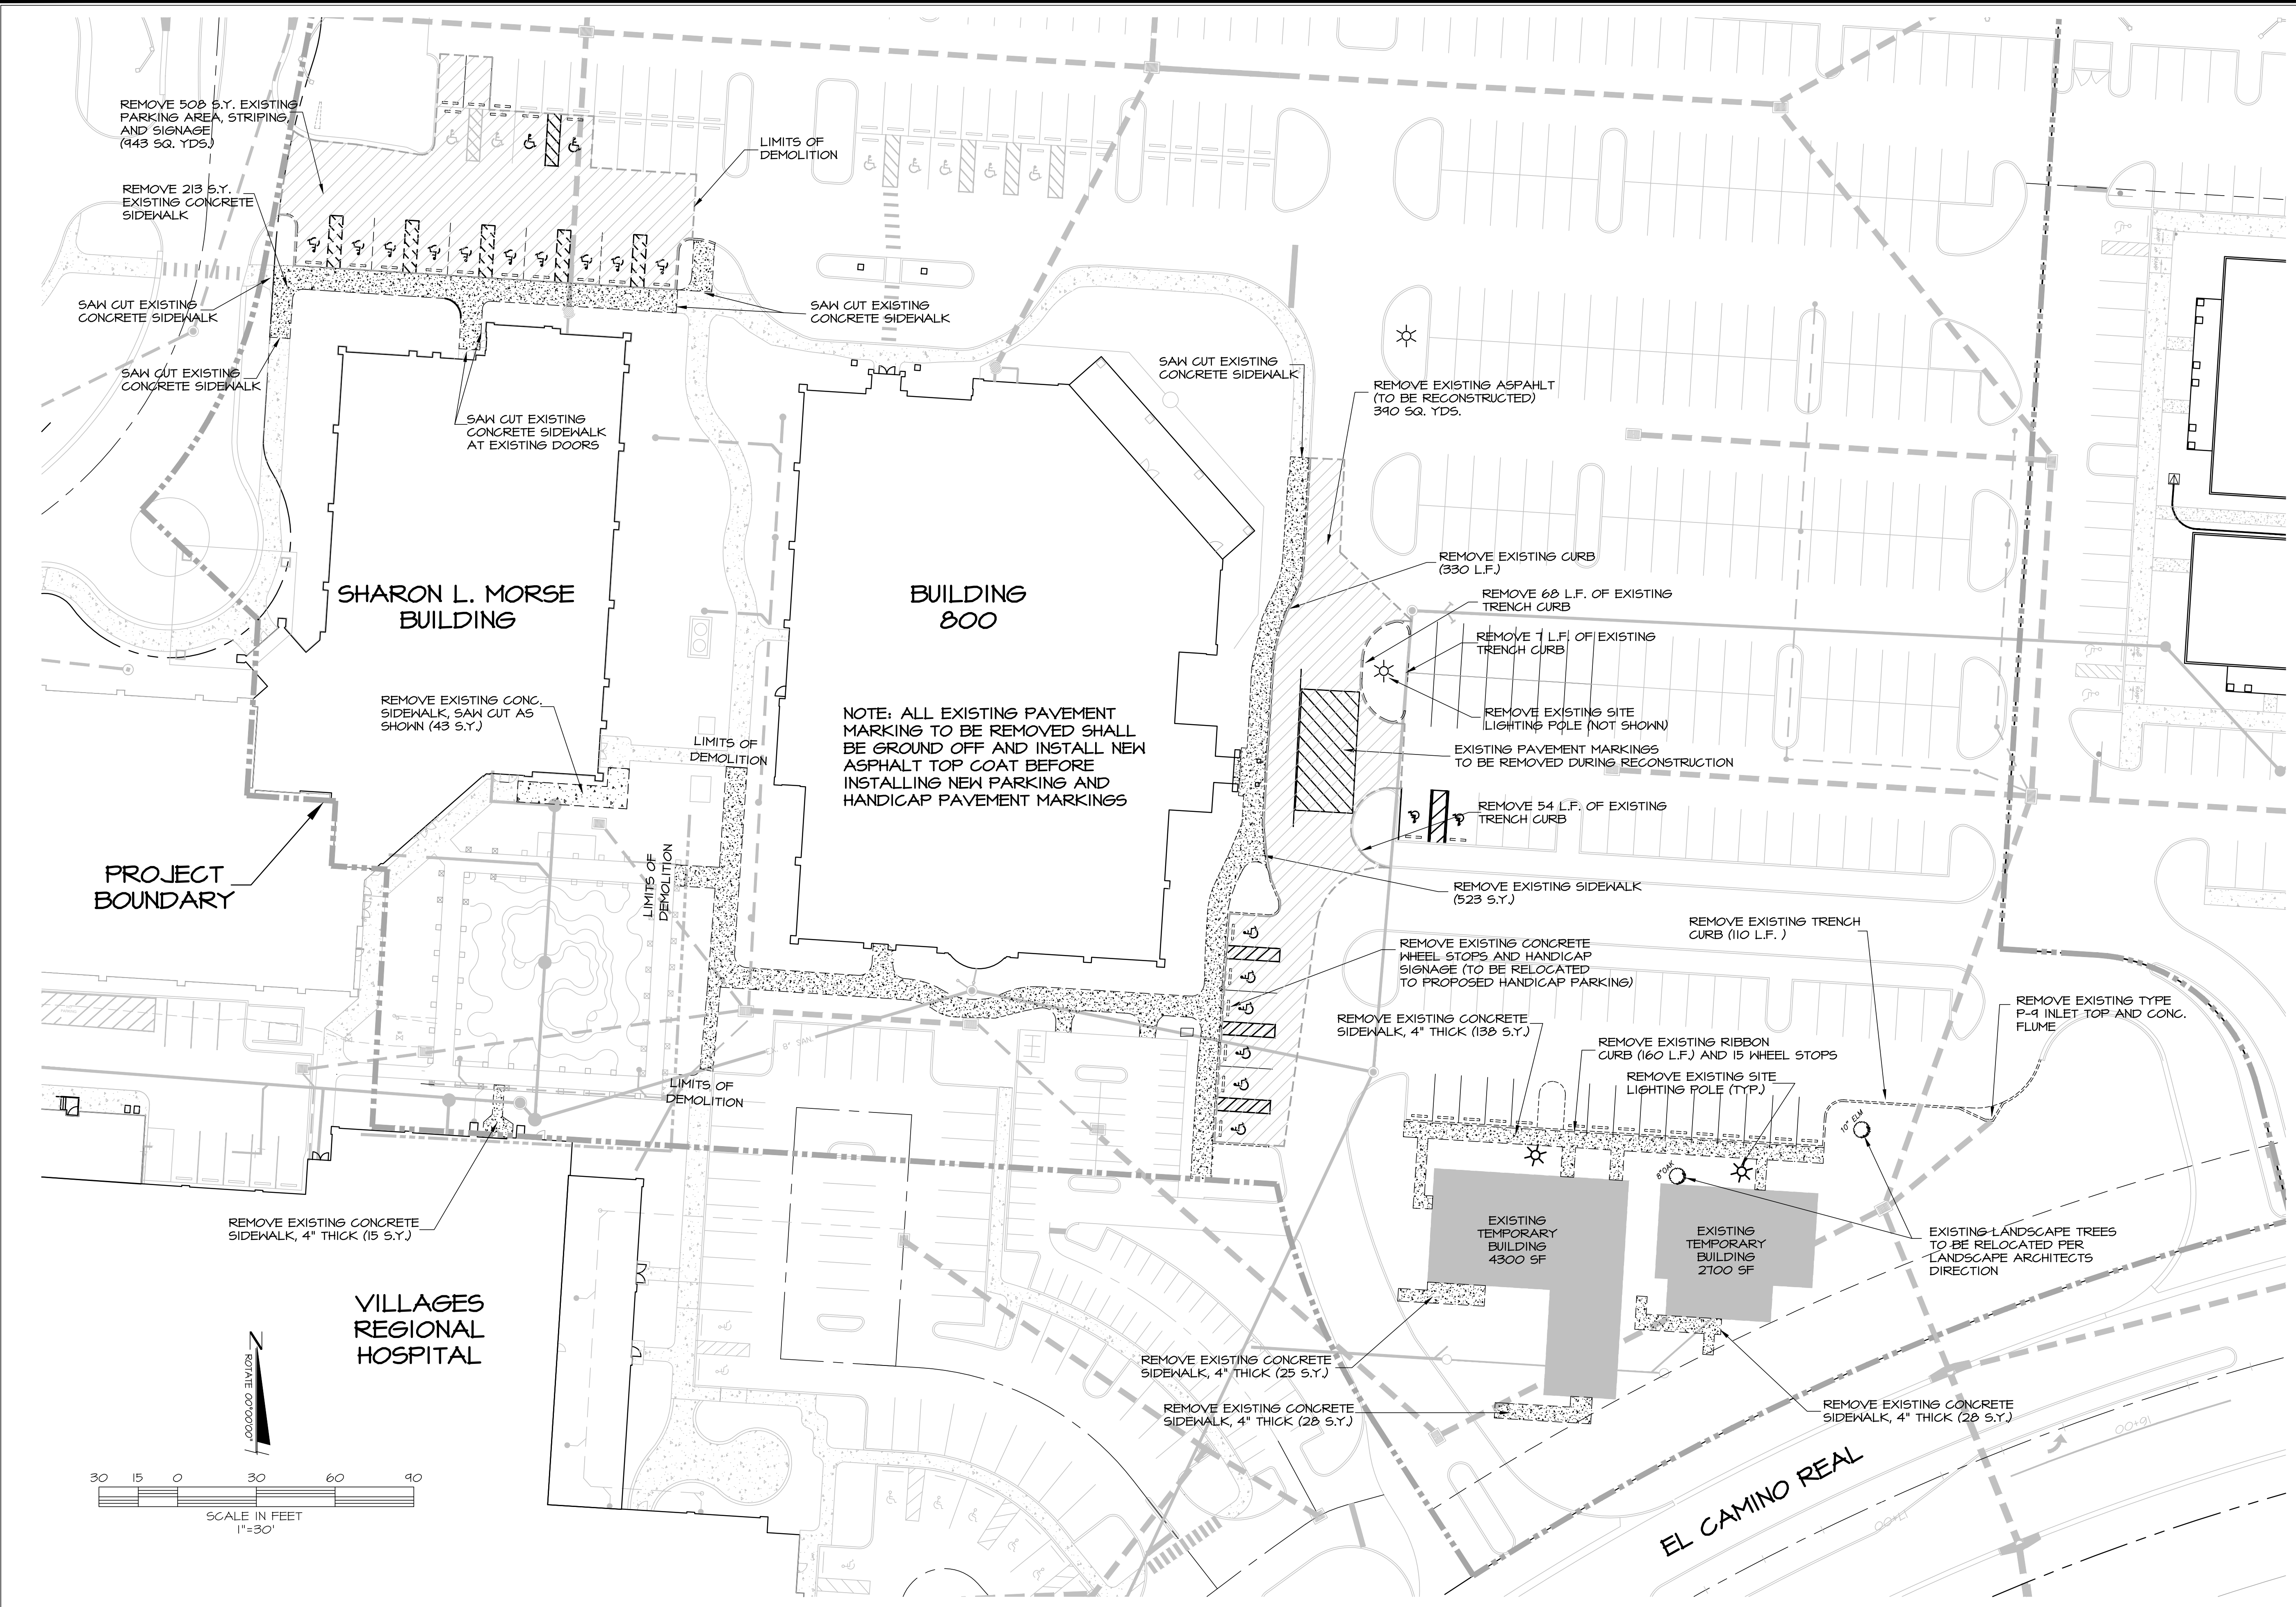 REMOVE 508 S.Y. EXISTING
PARKING AREA, STRIPING,
AND SIGNAGE
(943 SQ. YDS.)
LIMITS OF
DEMOLITION
REMOVE 213 S.Y.
EXISTING CONCRETE
SIDEWALK
SAW CUT EXISTING
CONCRETE SIDEWALK
SAW CUT EXISTING
CONCRETE SIDEWALK
SAW CUT EXISTING
CONCRETE SIDEWALK
SAW CUT EXISTING
CONCRETE SIDEWALK
AT EXISTING DOORS
SAW CUT EXISTING
CONCRETE SIDEWALK
REMOVE EXISTING ASPAHLT
(TO BE RECONSTRUCTED)
390 SQ. YDS.
REMOVE EXISTING CURB
(330 L.F.)
REMOVE 68 L.F. OF EXISTING
TRENCH CURB
REMOVE 7 L.F. OF EXISTING
TRENCH CURB
SHARON L. MORSE
BUILDING
BUILDING
800
REMOVE EXISTING CONC.
SIDEWALK, SAW CUT AS
SHOWN (43 S.Y.)
NOTE: ALL EXISTING PAVEMENT
MARKING TO BE REMOVED SHALL
BE GROUND OFF AND INSTALL NEW
ASPHALT TOP COAT BEFORE
INSTALLING NEW PARKING AND
HANDICAP PAVEMENT MARKINGS
REMOVE EXISTING SITE
LIGHTING POLE (NOT SHOWN)
LIMITS OF
DEMOLITION
EXISTING PAVEMENT MARKINGS
TO BE REMOVED DURING RECONSTRUCTION
REMOVE 54 L.F. OF EXISTING
TRENCH CURB
PROJECT
BOUNDARY
LIMITS OF
DEMOLITION
REMOVE EXISTING SIDEWALK
(523 S.Y.)
REMOVE EXISTING TRENCH
CURB (110 L.F. )
REMOVE EXISTING CONCRETE
WHEEL STOPS AND HANDICAP
SIGNAGE (TO BE RELOCATED
TO PROPOSED HANDICAP PARKING)
REMOVE EXISTING TYPE
P-9 INLET TOP AND CONC.
FLUME
REMOVE EXISTING CONCRETE
SIDEWALK, 4" THICK (138 S.Y.)
REMOVE EXISTING RIBBON
CURB (160 L.F.) AND 15 WHEEL STOPS
REMOVE EXISTING SITE
LIGHTING POLE (TYP.)
8" SAN.
LIMITS OF
DEMOLITION
10" ELM
8" OAK
REMOVE EXISTING CONCRETE
SIDEWALK, 4" THICK (15 S.Y.)
EXISTING
TEMPORARY
BUILDING
4300 SF
EXISTING
TEMPORARY
BUILDING
2700 SF
EXISTING LANDSCAPE TREES
TO BE RELOCATED PER
LANDSCAPE ARCHITECTS
DIRECTION
VILLAGES
REGIONAL
HOSPITAL
N
ROTATE 00°00'00"
REMOVE EXISTING CONCRETE
SIDEWALK, 4" THICK (25 S.Y.)
REMOVE EXISTING CONCRETE
SIDEWALK, 4" THICK (28 S.Y.)
REMOVE EXISTING CONCRETE
SIDEWALK, 4" THICK (28 S.Y.)
16+00
EL CAMINO REAL
30 15 0 30 60 90
SCALE IN FEET
1"=30'